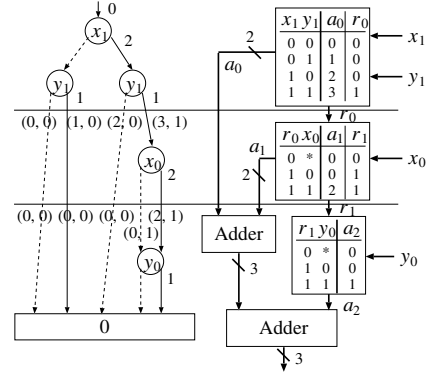 0
x1
2
y1 y1
1 1
(0, 0) (1, 0) (2, 0) (3, 1)
x0
2
(0, 0) (0, 0) (0, 0) (2, 1)
(0, 1)
y0
1
0
x1 y1 a0 r0
0 0 0 0
0 1 1 0
1 0 2 0
1 1 3 1
x1
y1
2
a0
r0
r0 x0 a1 r1
0 * 0 0
1 0 0 1
1 1 2 1
x0
a1
2
r1
r1 y0 a2
0 * 0
1 0 0
1 1 1
y0
a2
Adder
3
Adder
3